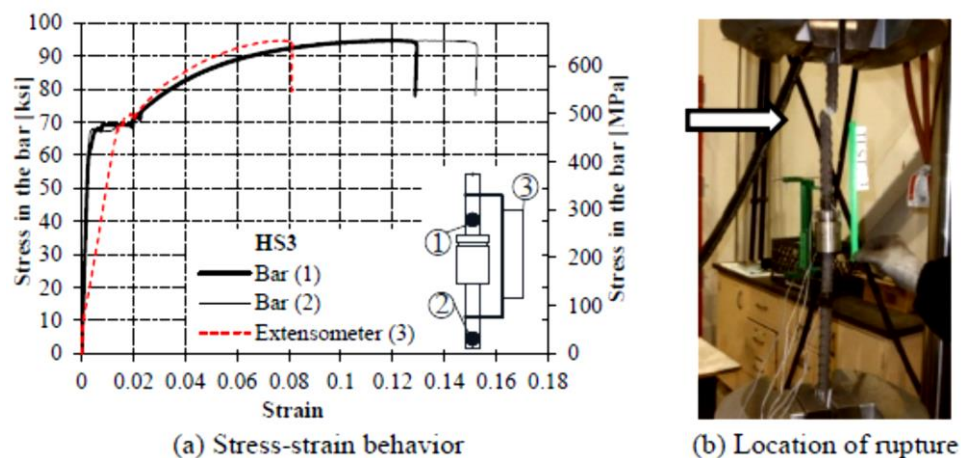 100
90
80
70
60
50
40
30
20
10
0
Stress in the bar [ksi]
600
500
400
300
200
100
0
Stress in the bar [MPa]
HS3
Bar (1)
Bar (2)
Extensometer (3)
1
2
3
0 0.02 0.04 0.06 0.08 0.1 0.12 0.14 0.16 0.18
Strain
(a) Stress-strain behavior
(b) Location of rupture